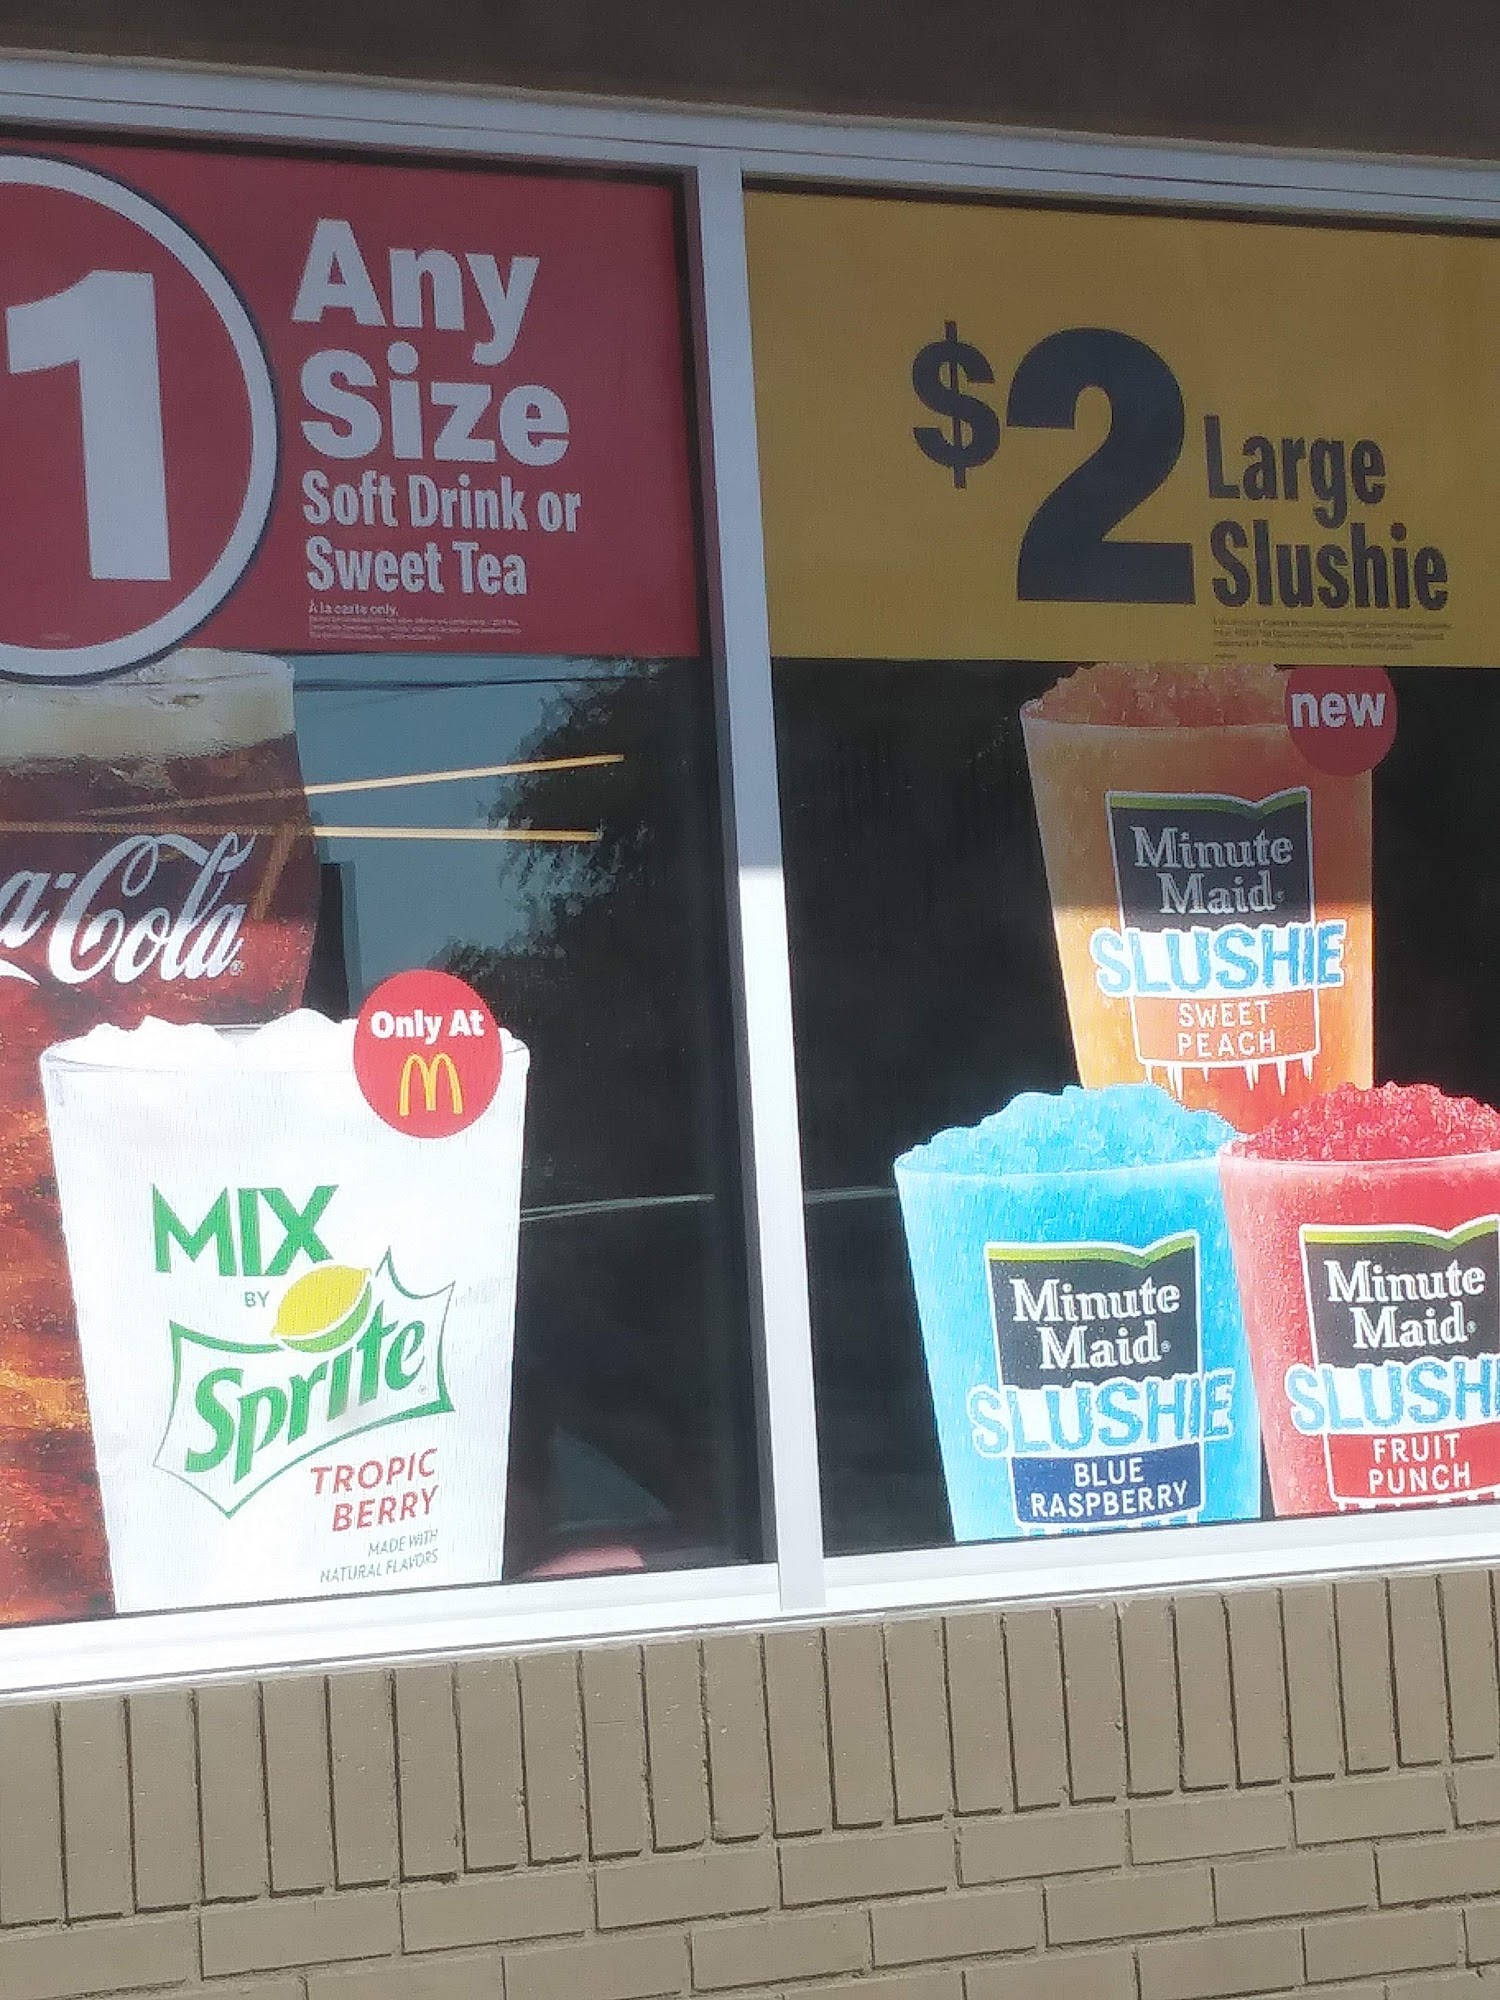 1
Any
Size
Soft Drink or
Sweet Tea
À la carte only.
$2
Large
Slushie
a-Cola
Only At
MIX
BY
Sprite
TROPIC
BERRY
MADE WITH
NATURAL FLAVORS
new
Minute
Maid®
SLUSHIE
SWEET
PEACH
Minute
Maid®
SLUSHIE
BLUE
RASPBERRY
Minute
Maid®
SLUSHI
FRUIT
PUNCH